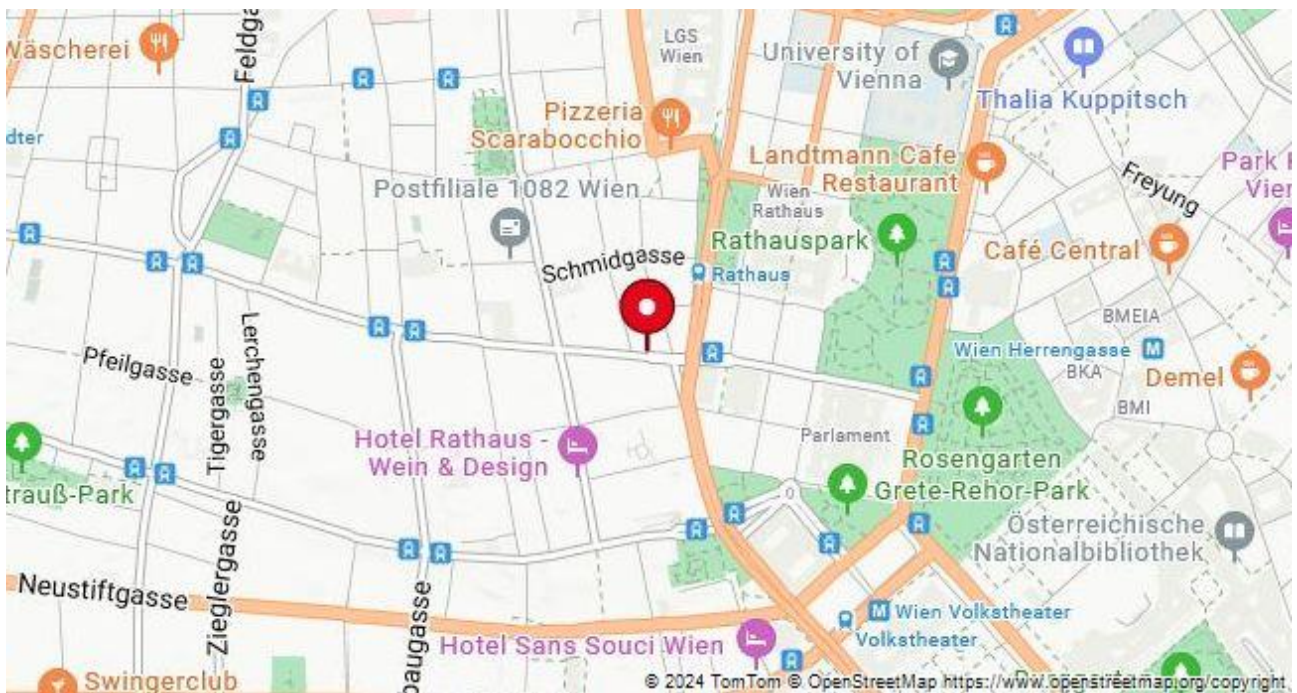 Wäscherei
Feldga
LGS
Wien
University of
Vienna
Thalia Kuppitsch
Pizzeria
Scarabocchio
dter
Landtmann Cafe
Restaurant
Park
Vien
Freyung
Postfiliale 1082 Wien
Wien
Rathaus
Rathauspark
Café Central
Schmidgasse
Rathaus
BMEIA
Wien Herrengasse M
BKA
Demel
Lerchengasse
Pfeilgasse
Tigergasse
BMI
Hotel Rathaus -
Wein & Design
Parlament
Rosengarten
Grete-Rehor-Park
trauß-Park
Österreichische
Nationalbibliothek
Zieglergasse
Neustiftgasse
baugasse
M Wien Volkstheater
Volkstheater
Hotel Sans Souci Wien
Swingerclub
© 2024 TomTom © OpenStreetMap https://www.openstreetmap.org/copyright